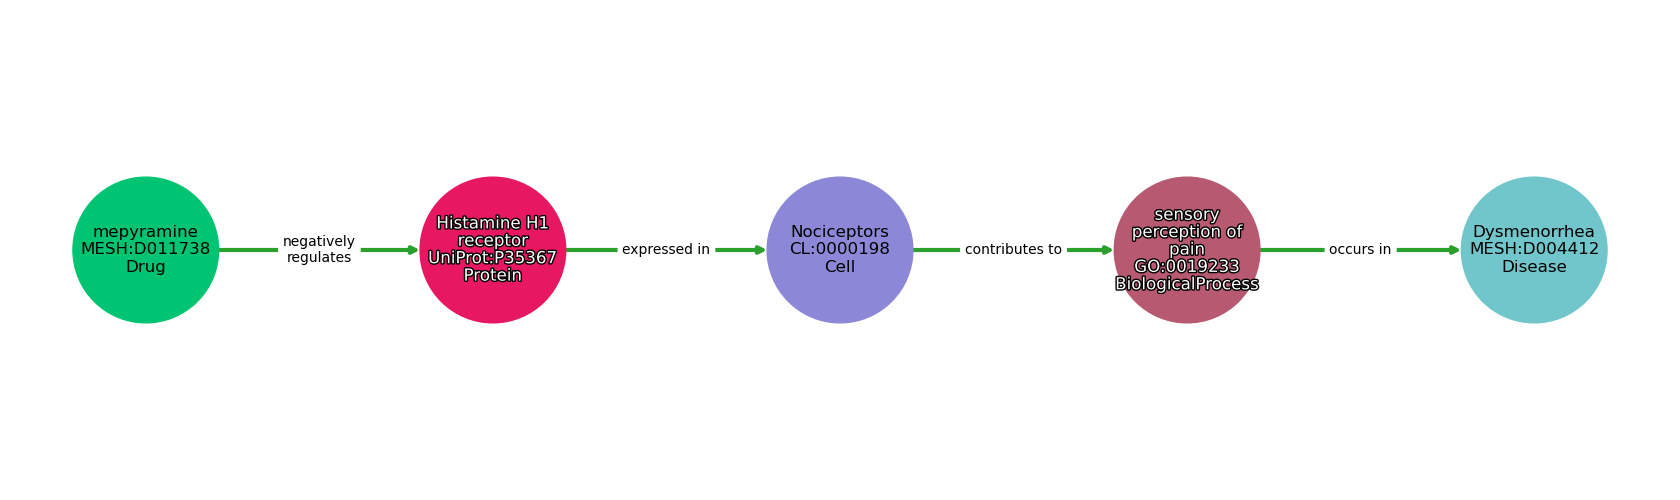 mepyramine
MESH:D011738
Drug
negatively
regulates
Histamine H1
receptor
UniProt:P35367
Protein
expressed in
Nociceptors
CL:0000198
Cell
contributes to
sensory
perception of
pain
GO:0019233
BiologicalProcess
occurs in
Dysmenorrhea
MESH:D004412
Disease